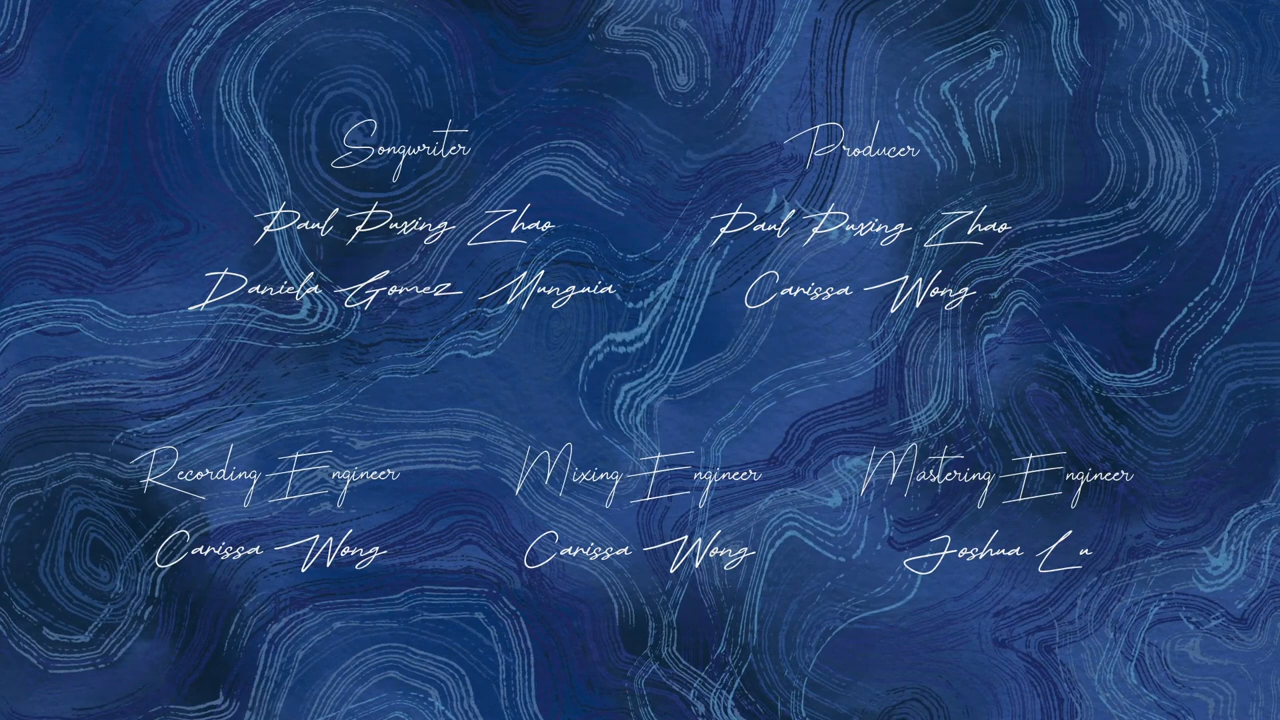 Songwriter
Paul Puxing Zhao
Daniela Gomez Munguia
Producer
Paul Puxing Zhao
Carissa Wong
Recording Engineer
Carissa Wong
Mixing Engineer
Carissa Wong
Mastering Engineer
Joshua Lu